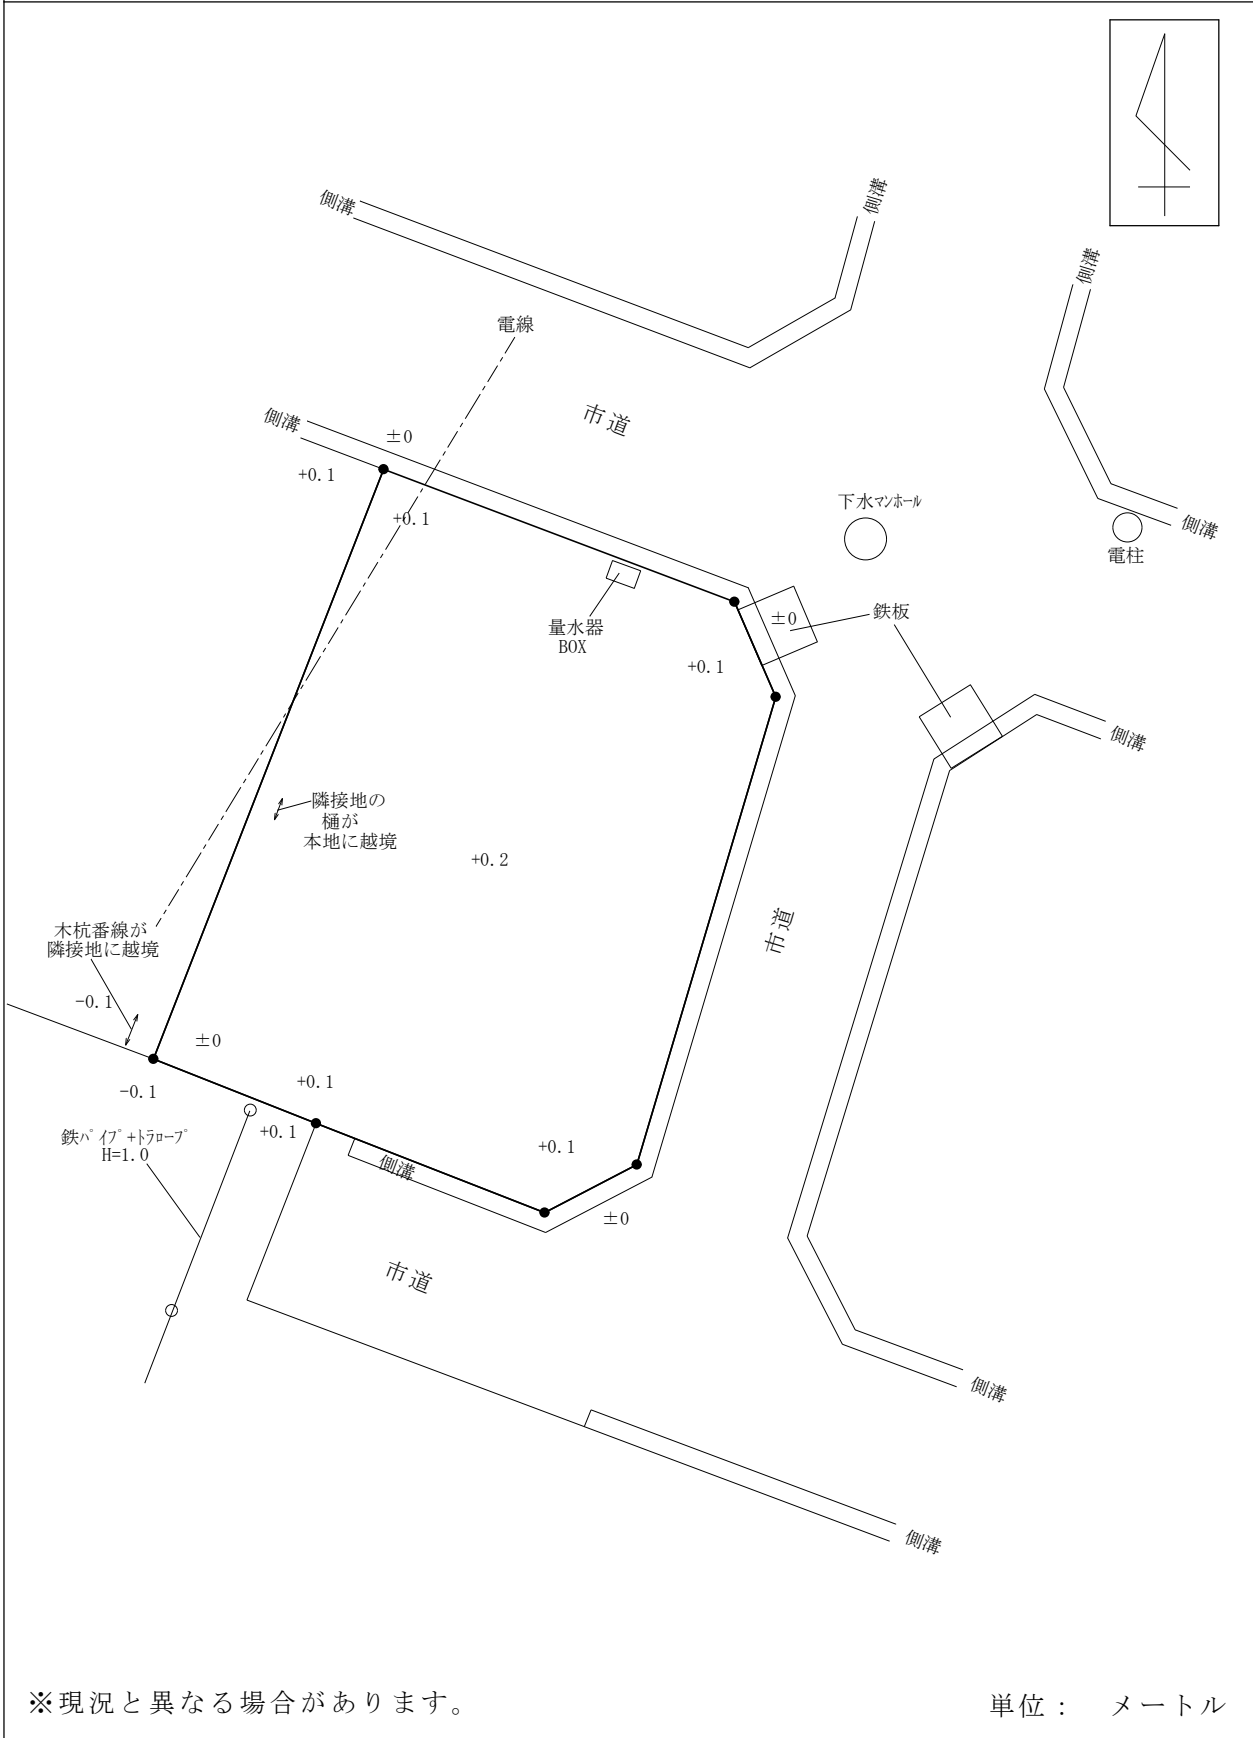 側溝
側溝
側溝
電線
市道
側溝
±0
+0.1
+0.1
下水マンホール
側溝
電柱
量水器
BOX
±0
鉄板
+0.1
側溝
隣接地の
樋が
本地に越境
+0.2
市道
木杭番線が
隣接地に越境
-0.1
±0
-0.1
+0.1
+0.1
鉄パイプ+トラロープ
H=1.0
側溝
+0.1
±0
市道
側溝
側溝
※現況と異なる場合があります。
単位： メートル